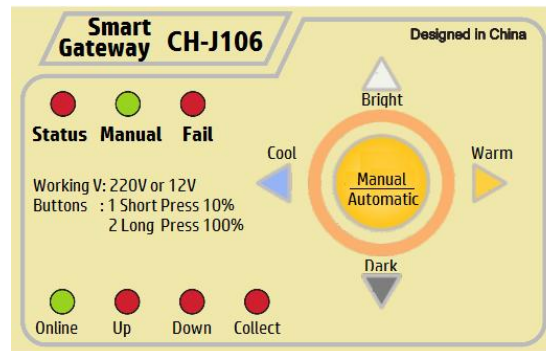 Smart
Gateway CH-J106
Designed in China
Bright
Status Manual Fail
Cool
Warm
Working V: 220V or 12V
Buttons : 1 Short Press 10%
2 Long Press 100%
Manual
Automatic
Dark
Online Up Down Collect